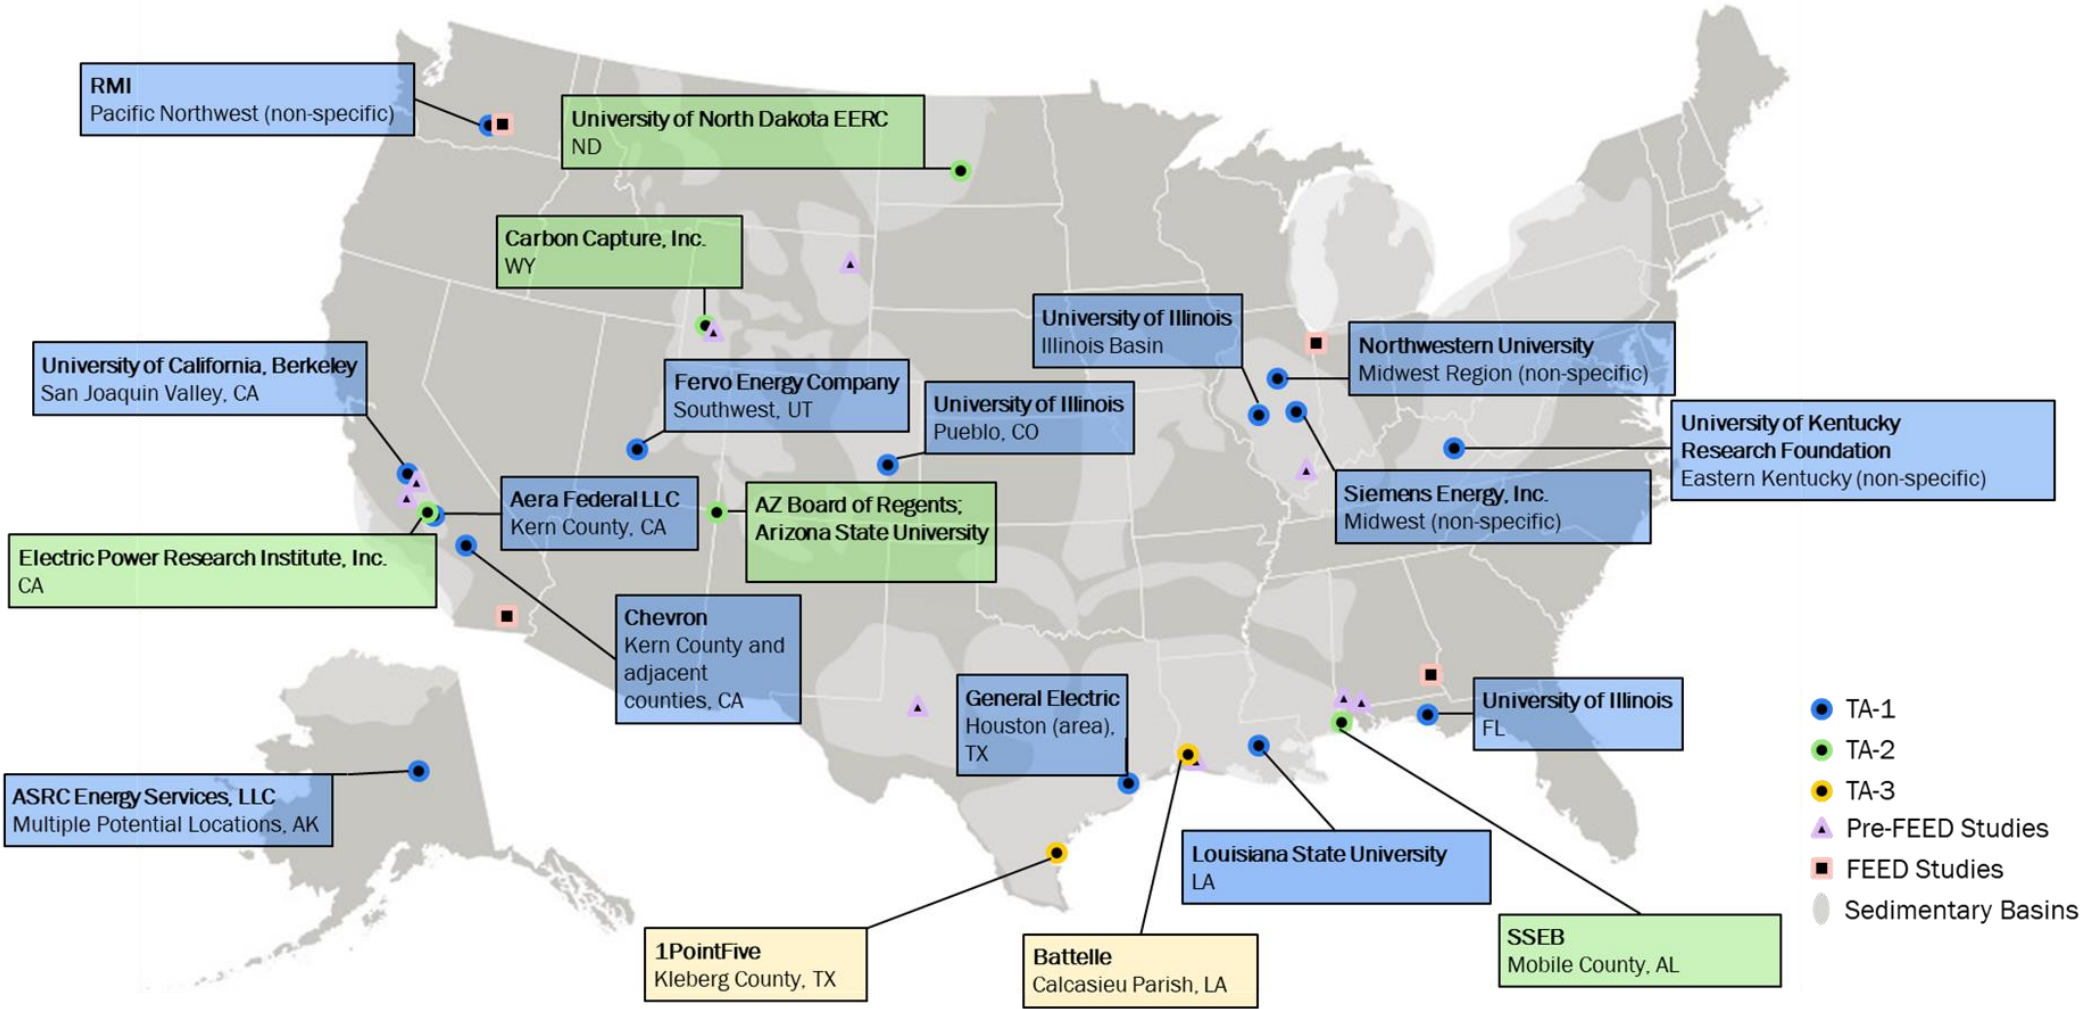 RMI
Pacific Northwest (non-specific)
University of North Dakota EERC
ND
Carbon Capture, Inc.
WY
University of Illinois
Illinois Basin
Northwestern University
Midwest Region (non-specific)
University of California, Berkeley
San Joaquin Valley, CA
Fervo Energy Company
Southwest, UT
University of Illinois
Pueblo, CO
University of Kentucky
Research Foundation
Eastern Kentucky (non-specific)
Aera Federal LLC
Kern County, CA
AZ Board of Regents;
Arizona State University
Siemens Energy, Inc.
Midwest (non-specific)
Electric Power Research Institute, Inc.
CA
Chevron
Kern County and
adjacent
counties, CA
General Electric
Houston (area),
TX
University of Illinois
FL
ASRC Energy Services, LLC
Multiple Potential Locations, AK
Louisiana State University
LA
1PointFive
Kleberg County, TX
Battelle
Calcasieu Parish, LA
SSEB
Mobile County, AL
TA-1
TA-2
TA-3
Pre-FEED Studies
FEED Studies
Sedimentary Basins